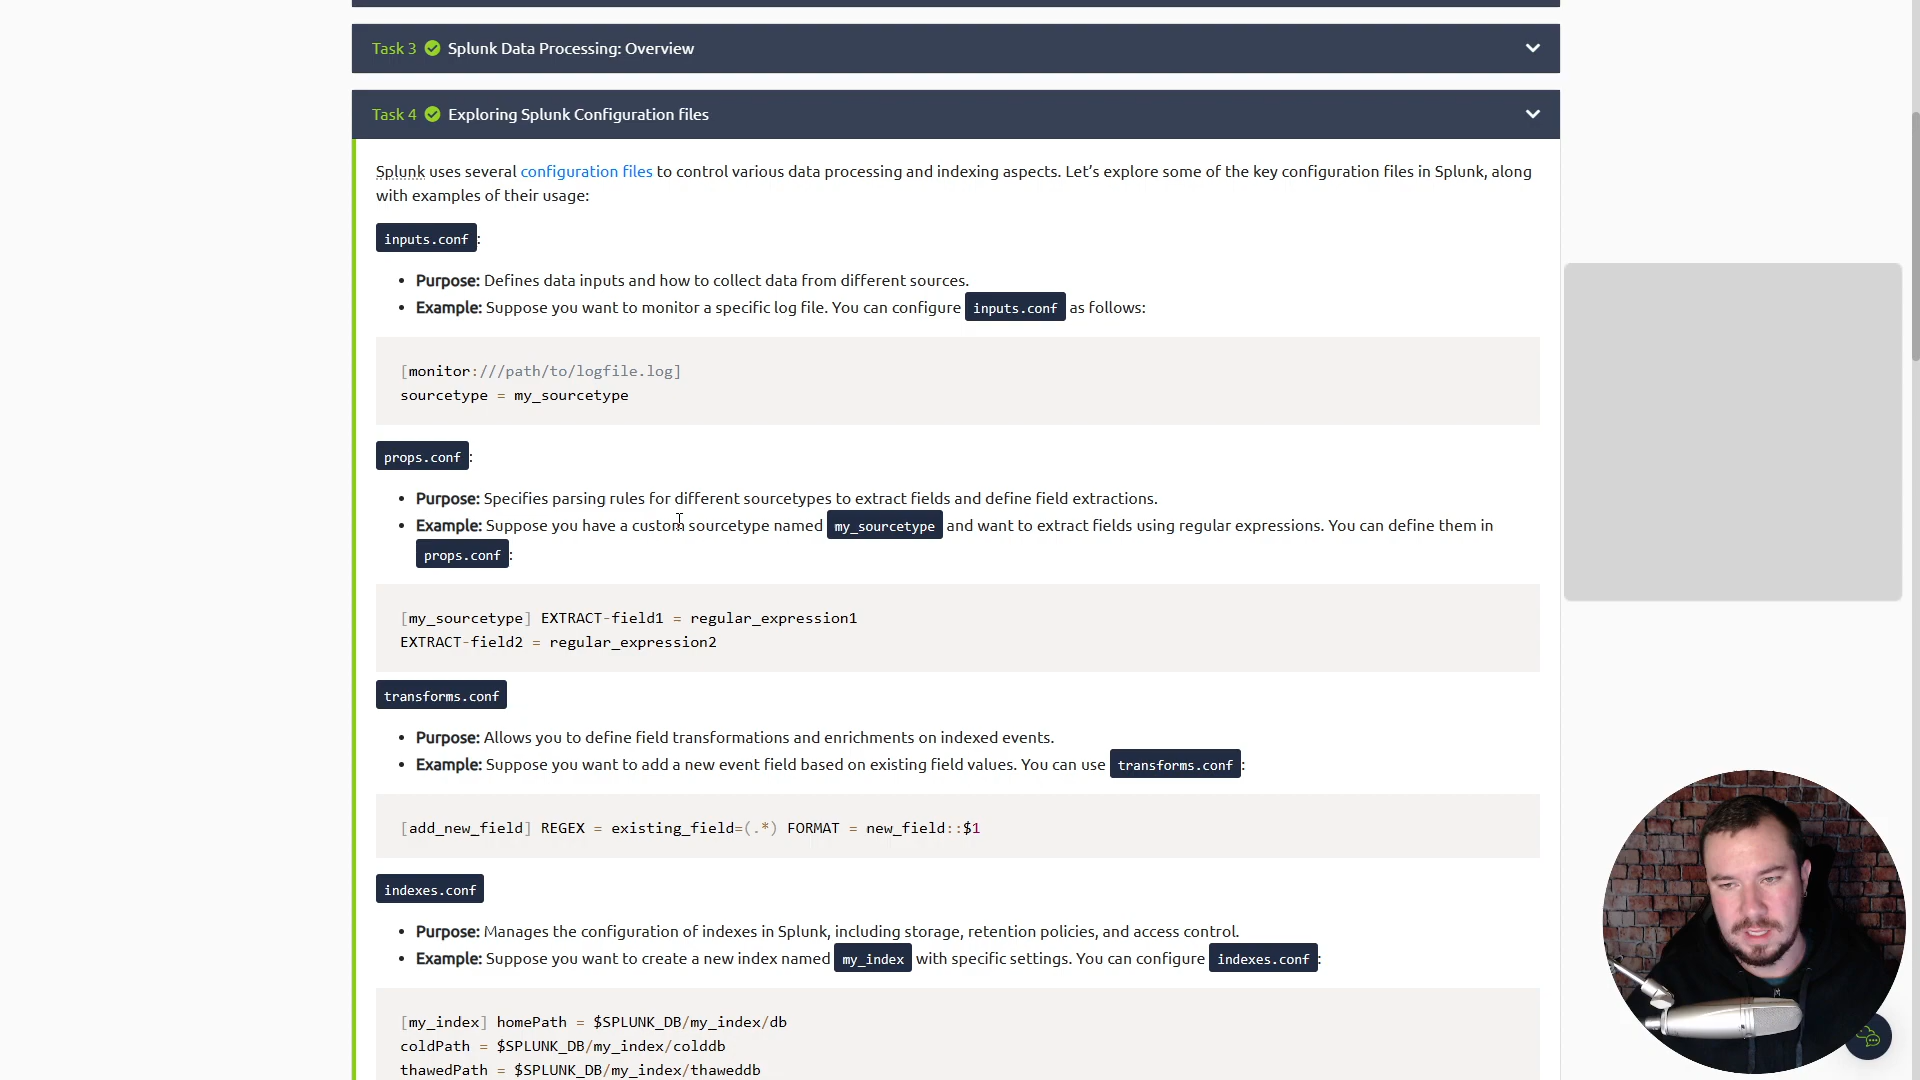 Task 3 Splunk Data Processing: Overview
Task 4 Exploring Splunk Configuration files
Splunk uses several configuration files to control various data processing and indexing aspects. Let’s explore some of the key configuration files in Splunk, along
with examples of their usage:
inputs.conf:
• Purpose: Defines data inputs and how to collect data from different sources.
• Example: Suppose you want to monitor a specific log file. You can configure inputs.conf as follows:
[monitor:///path/to/logfile.log]
sourcetype = my_sourcetype
props.conf:
• Purpose: Specifies parsing rules for different sourcetypes to extract fields and define field extractions.
• Example: Suppose you have a custom sourcetype named my_sourcetype and want to extract fields using regular expressions. You can define them in
props.conf:
[my_sourcetype] EXTRACT-field1 = regular_expression1
EXTRACT-field2 = regular_expression2
transforms.conf
• Purpose: Allows you to define field transformations and enrichments on indexed events.
• Example: Suppose you want to add a new event field based on existing field values. You can use transforms.conf:
[add_new_field] REGEX = existing_field=(.*) FORMAT = new_field::$1
indexes.conf
• Purpose: Manages the configuration of indexes in Splunk, including storage, retention policies, and access control.
• Example: Suppose you want to create a new index named my_index with specific settings. You can configure indexes.conf:
[my_index] homePath = $SPLUNK_DB/my_index/db
coldPath = $SPLUNK_DB/my_index/colddb
thawedPath = $SPLUNK_DB/my_index/thaweddb